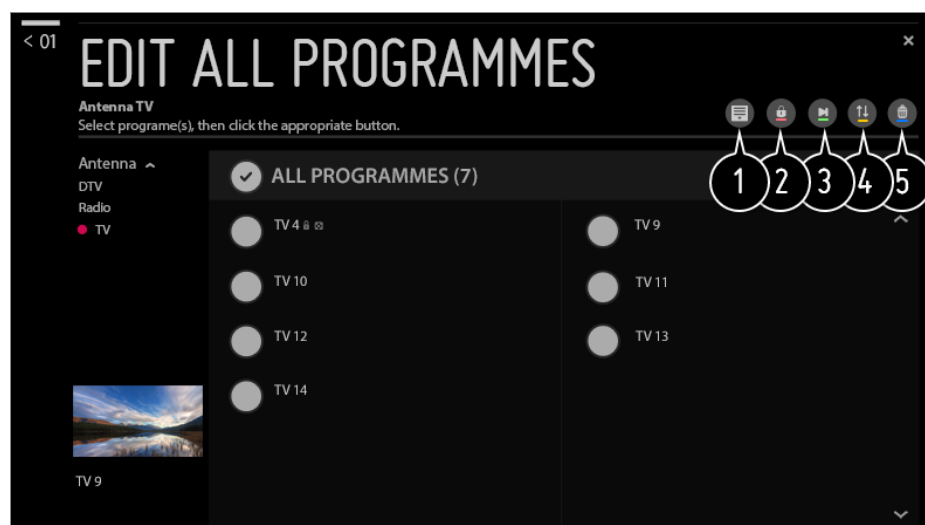 < 01
EDIT ALL PROGRAMMES
×
Antenna TV
Select programe(s), then click the appropriate button.
1 2 3 4 5
Antenna
DTV
Radio
TV
ALL PROGRAMMES (7)
TV 4
TV 9
TV 10
TV 11
TV 12
TV 13
TV 14
TV 9